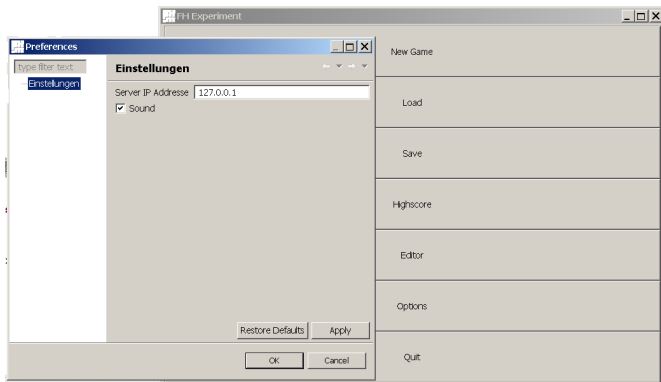 FH Experiment
Preferences
type filter text
Einstellungen
Einstellungen
Server IP Addresse 127.0.0.1
Sound
Restore Defaults Apply
OK Cancel
New Game
Load
Save
Highscore
Editor
Options
Quit